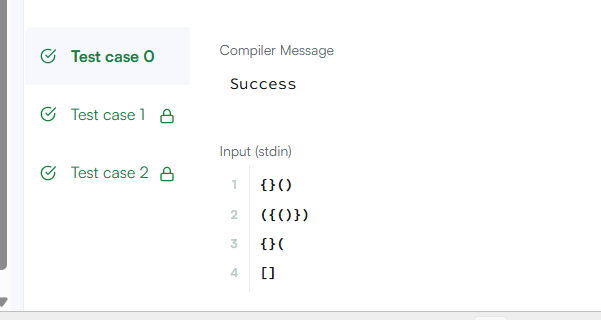 Test case 0
Test case 1
Test case 2
Compiler Message
Success
Input (stdin)
1 {}()
2 ({()})
3 {}(
4 []